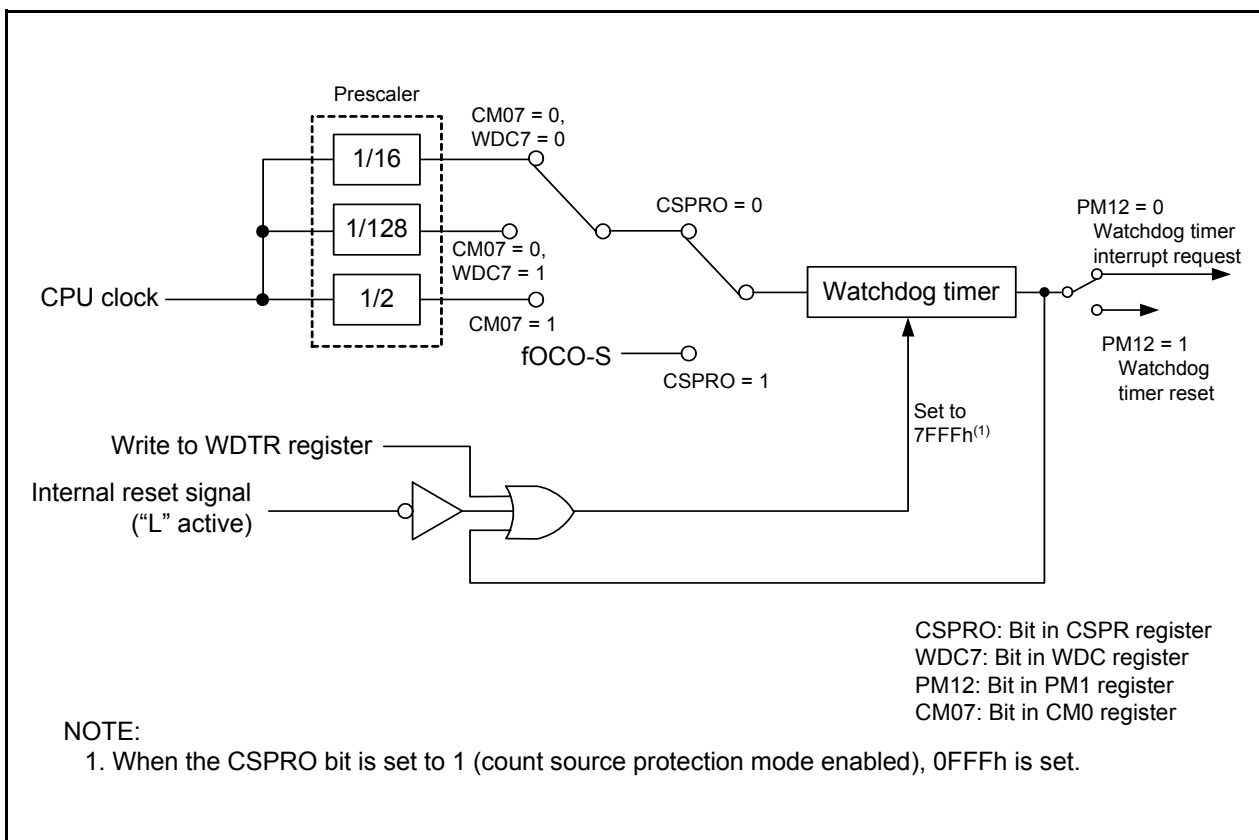 Prescaler
1/16
1/128
1/2
CPU clock
CM07 = 0,
WDC7 = 0
CM07 = 0,
WDC7 = 1
CM07 = 1
fOCO-S
CSPRO = 0
CSPRO = 1
Watchdog timer
PM12 = 0
Watchdog timer
interrupt request
PM12 = 1
Watchdog
timer reset
Set to
7FFFh(1)
Write to WDTR register
Internal reset signal
(“L” active)
CSPRO: Bit in CSPR register
WDC7: Bit in WDC register
PM12: Bit in PM1 register
CM07: Bit in CM0 register
NOTE:
1. When the CSPRO bit is set to 1 (count source protection mode enabled), 0FFFh is set.